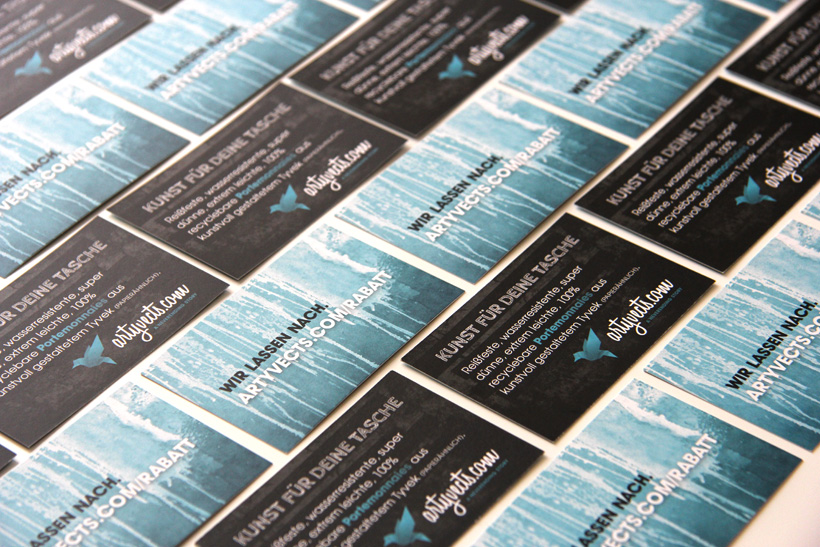 KUNST FÜR DEINE TASCHE
Reißfeste, wasserresistente, super
dünne, extrem leichte, 100%
recyclebare Portemonnaies aus
kunstvoll gestaltetem Tyvek (PAPIERÄHNLICH).
artyvects.com
WIR LASSEN NACH.
ARTYVECTS.COM/RABATT